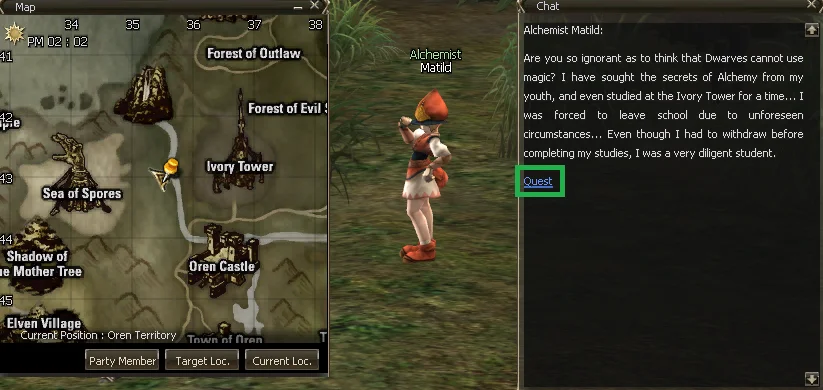 Map
34 35 36 37 38
PM 02 : 02
41
Forest of Outlaw
42
Forest of Evil
Ivory Tower
43
Sea of Spores
44
Oren Castle
Shadow of
Mother Tree
45
Elven Village
Current Position : Oren Territory
Town of Oren
Party Member Target Loc. Current Loc.
Alchemist
Matild
Chat
Alchemist Matild:
Are you so ignorant as to think that Dwarves cannot use
magic? I have sought the secrets of Alchemy from my
youth, and even studied at the Ivory Tower for a time... I
was forced to leave school due to unforeseen
circumstances... Even though I had to withdraw before
completing my studies, I was a very diligent student.
Quest